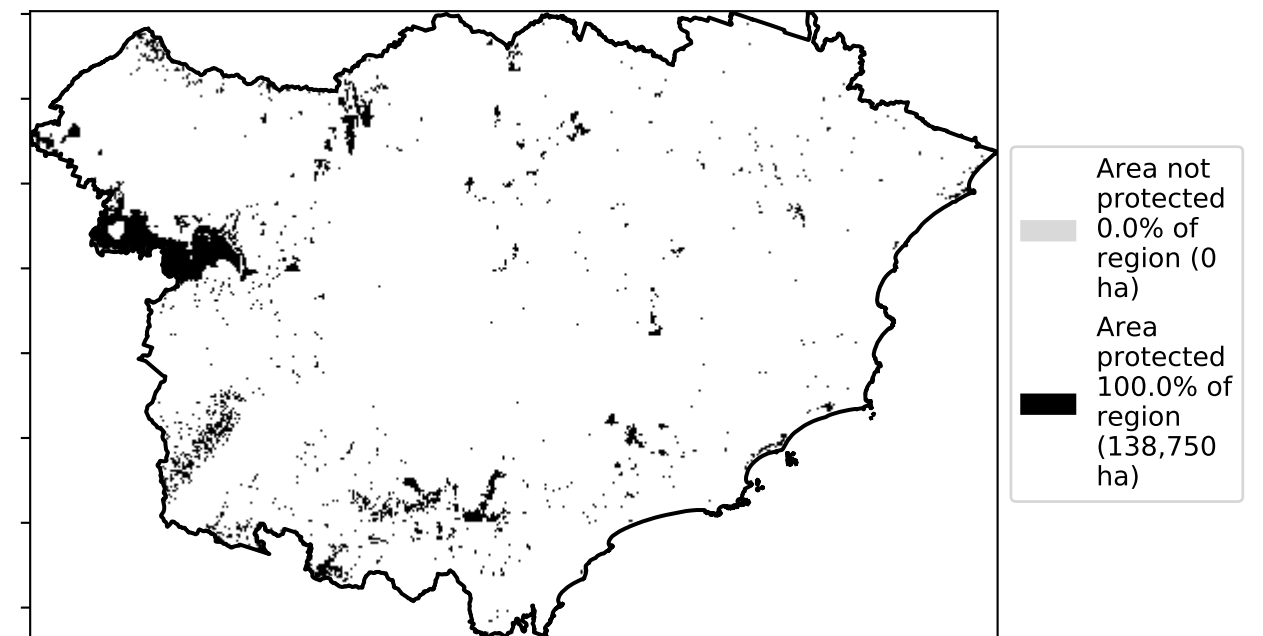 Area not
protected
0.0% of
region (0
ha)
Area
protected
100.0% of
region
(138,750
ha)